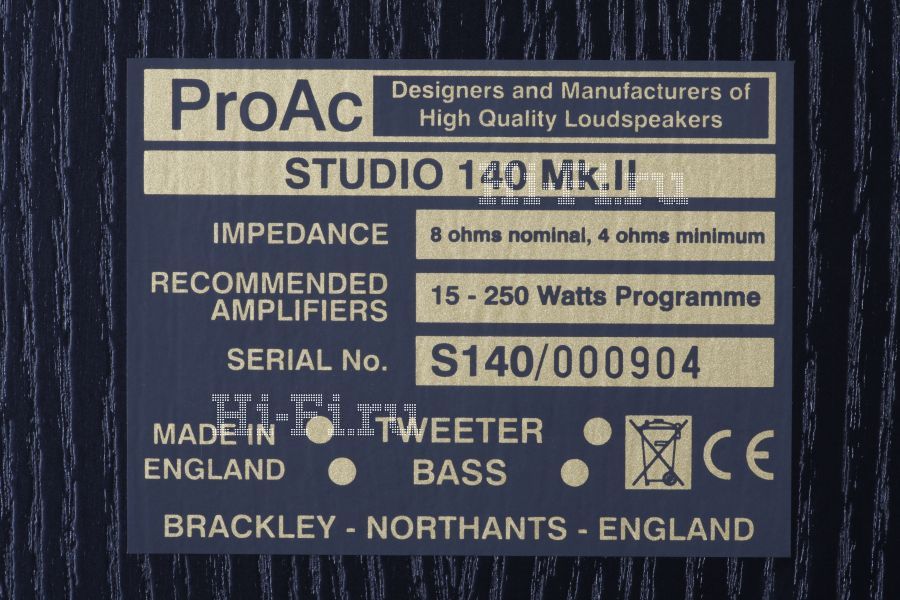 ProAc
Designers and Manufacturers of
High Quality Loudspeakers
STUDIO 140 Mk.II
Hi-Fi.ru
IMPEDANCE 8 ohms nominal, 4 ohms minimum
RECOMMENDED
AMPLIFIERS
15 - 250 Watts Programme
SERIAL No. S140/000904
Hi-Fi.ru
MADE IN
ENGLAND
TWEETER
BASS
CE
BRACKLEY - NORTHANTS - ENGLAND